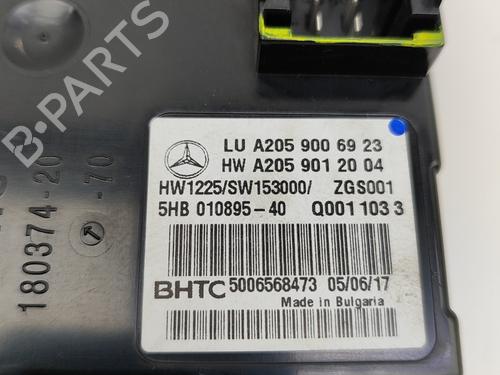 B-PARTS
LU A205 900 69 23
HW A205 901 20 04
HW1225/SW153000/ ZGS001
5HB 010895-40 Q001 103 3
BHTC 5006568473 05/06/17
Made in Bulgaria
180374-20
-70